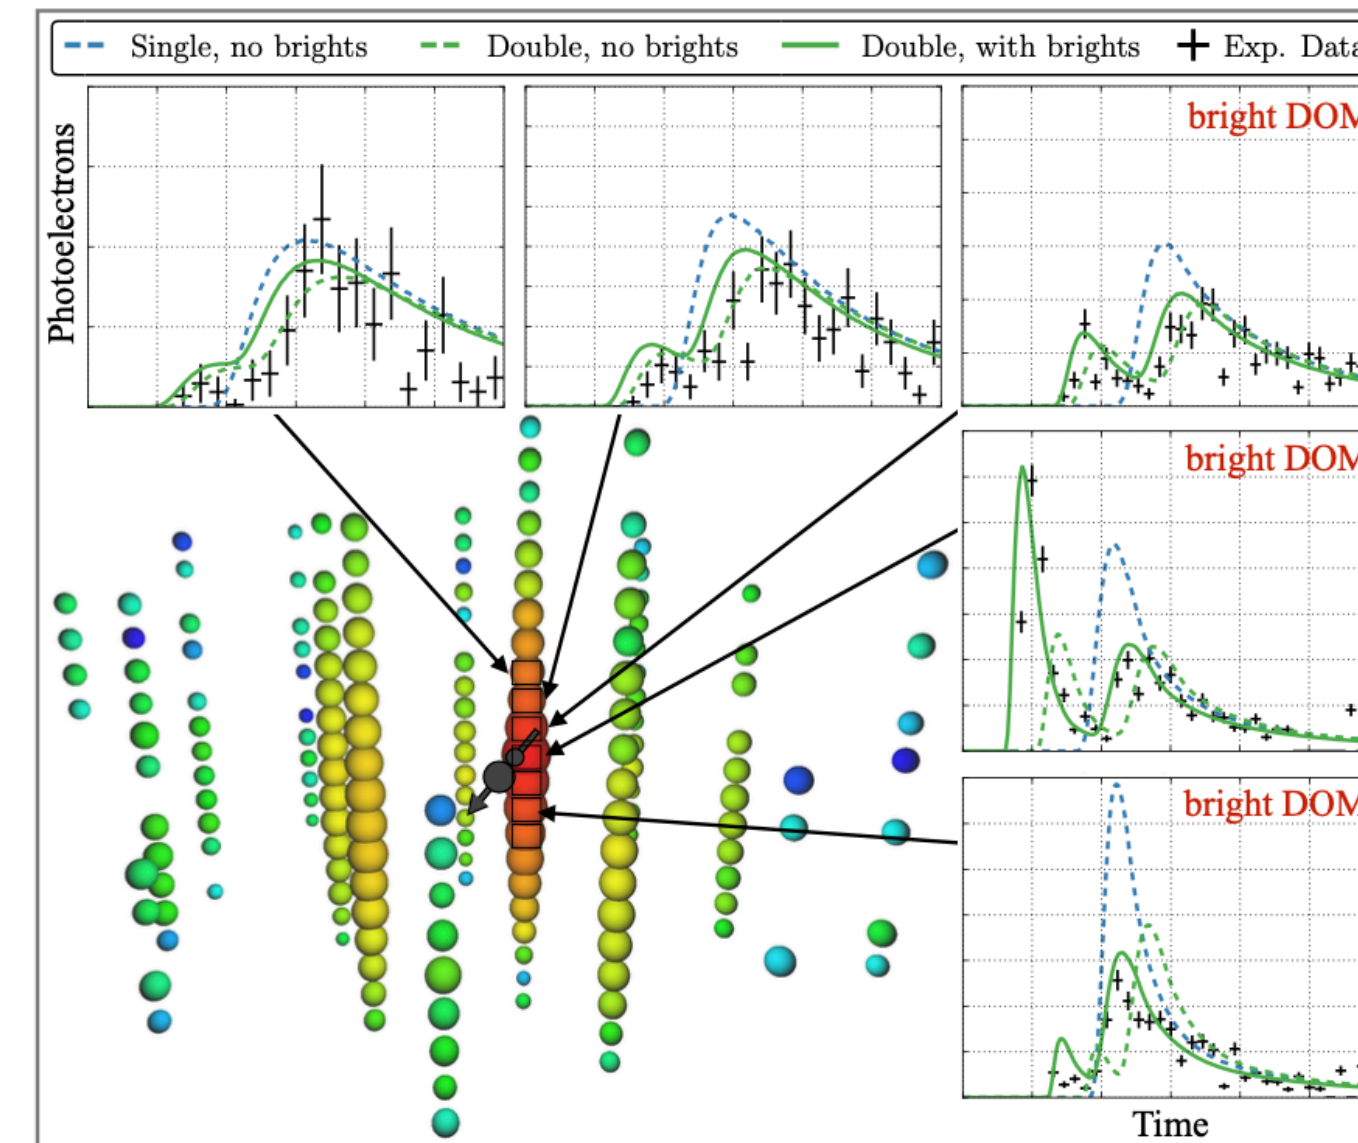 Single, no brights Double, no brights Double, with brights Exp. Data
Photoelectrons
bright DOM
bright DOM
bright DOM
Time